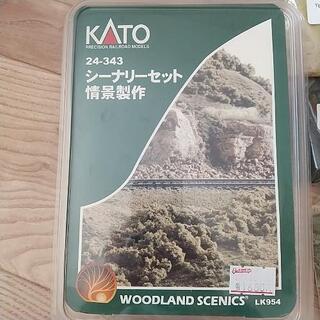 KATO
PRECISION RAILROAD MODELS
24-343
シーナリーセット
情景製作
WOODLAND SCENICS
LK954